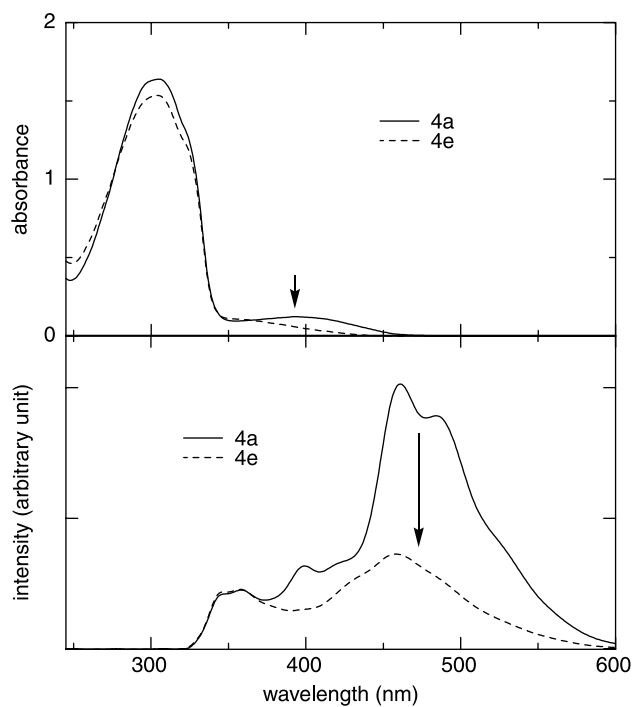 2
absorbance
1
0
4a
4e
intensity (arbitrary unit)
4a
4e
300
400
500
600
wavelength (nm)